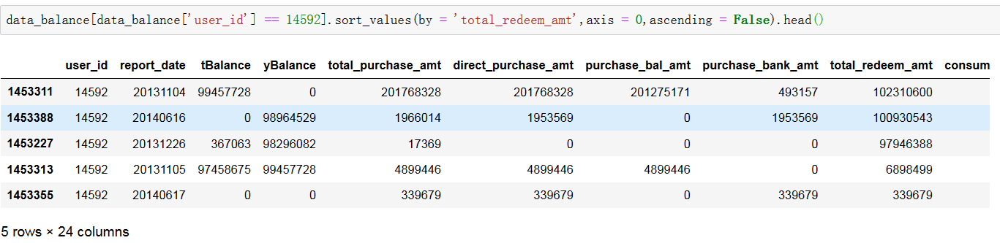 data_balance[data_balance['user_id'] == 14592].sort_values(by = 'total_redeem_amt',axis = 0,ascending = False).head()
user_id report_date tBalance yBalance total_purchase_amt direct_purchase_amt purchase_bal_amt purchase_bank_amt total_redeem_amt consum
1453311 14592 20131104 99457728 0 201768328 201768328 201275171 493157 102310600
1453388 14592 20140616 0 98964529 1966014 1953569 0 1953569 100930543
1453227 14592 20131226 367063 98296082 17369 0 0 0 97946388
1453313 14592 20131105 97458675 99457728 4899446 4899446 4899446 0 6898499
1453355 14592 20140617 0 0 339679 339679 0 339679 339679
5 rows × 24 columns